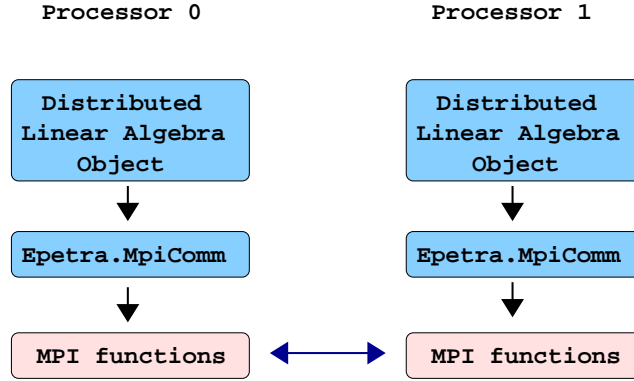 Processor 0
Processor 1
Distributed
Linear Algebra
Object
Distributed
Linear Algebra
Object
Epetra.MpiComm
Epetra.MpiComm
MPI functions
MPI functions